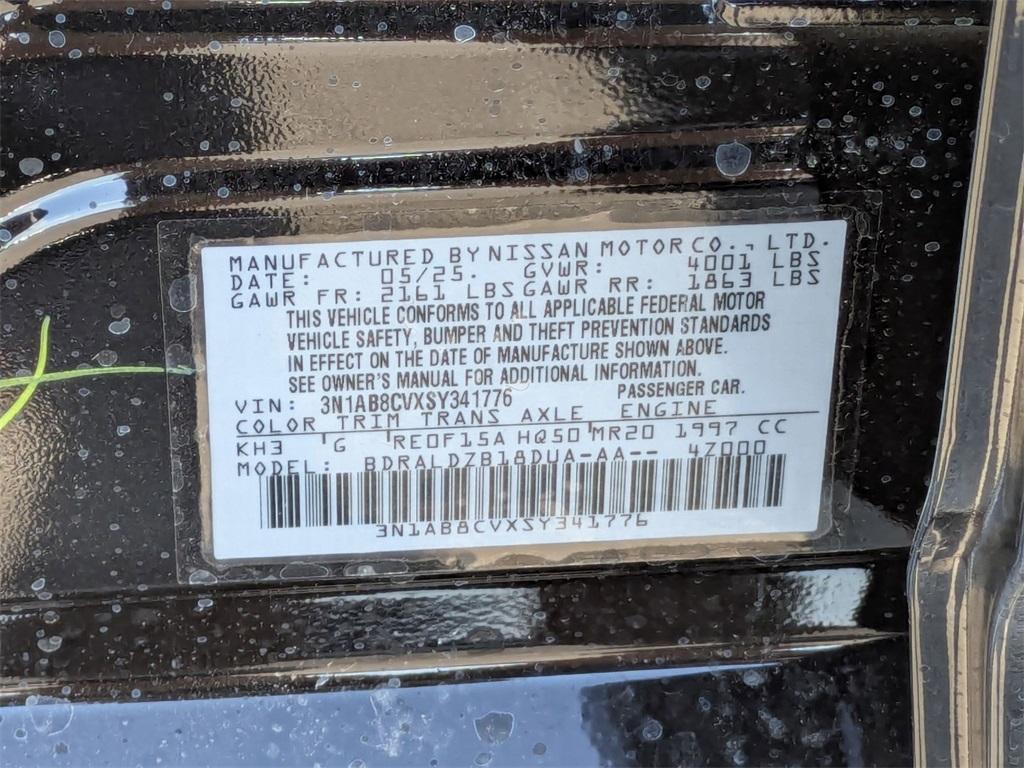 MANUFACTURED BY NISSAN MOTOR CO., LTD.
DATE: 05/25. GVWR: 4001 LBS
GAWR FR: 2161 LBS GAWR RR: 1863 LBS
THIS VEHICLE CONFORMS TO ALL APPLICABLE FEDERAL MOTOR
VEHICLE SAFETY, BUMPER AND THEFT PREVENTION STANDARDS
IN EFFECT ON THE DATE OF MANUFACTURE SHOWN ABOVE.
SEE OWNER'S MANUAL FOR ADDITIONAL INFORMATION.
VIN: 3N1AB8CVXSY341776 PASSENGER CAR.
COLOR TRIM TRANS AXLE ENGINE
KH3 G RE0F15A HQ50 MR20 1997 CC
MODEL: BDRALDZB18DUA-AA-- 4Z000
3N1AB8CVXSY341776